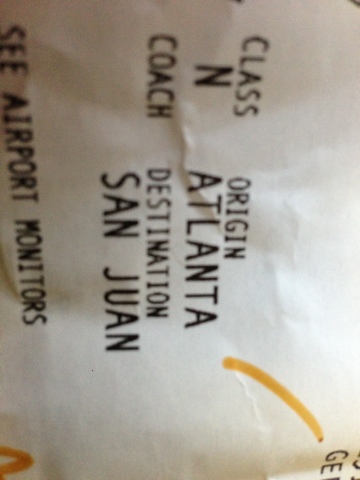 CLASS ORIGIN
N ATLANTA
COACH DESTINATION
SAN JUAN
SEE AIRPORT MONITORS